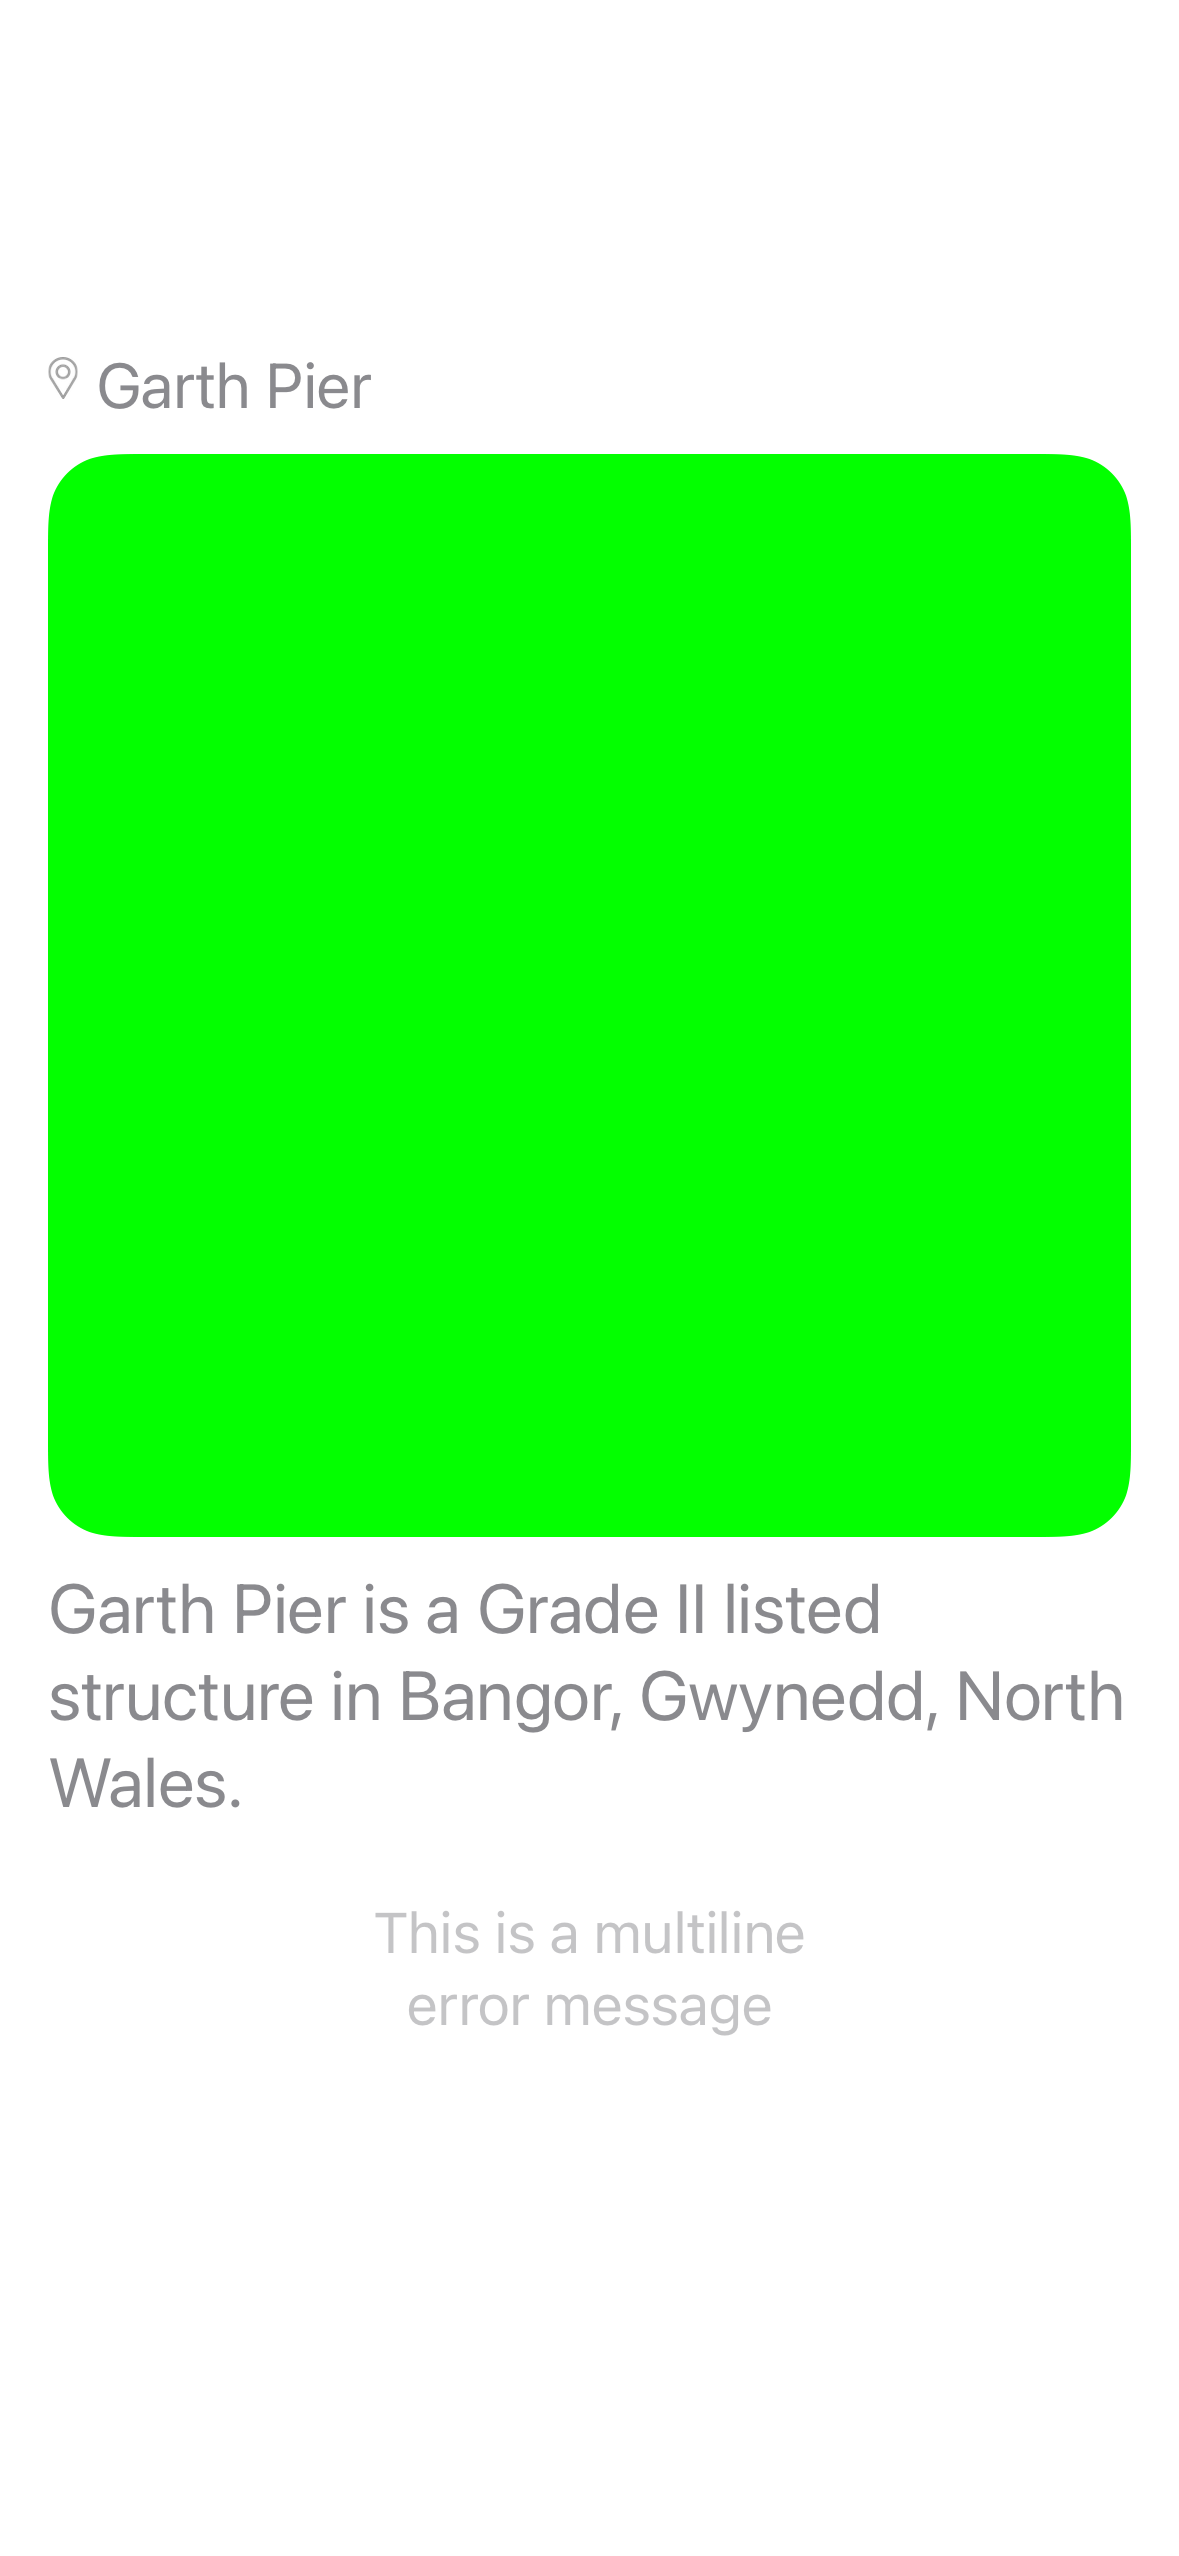 Garth Pier
Garth Pier is a Grade II listed
structure in Bangor, Gwynedd, North
Wales.
This is a multiline
error message